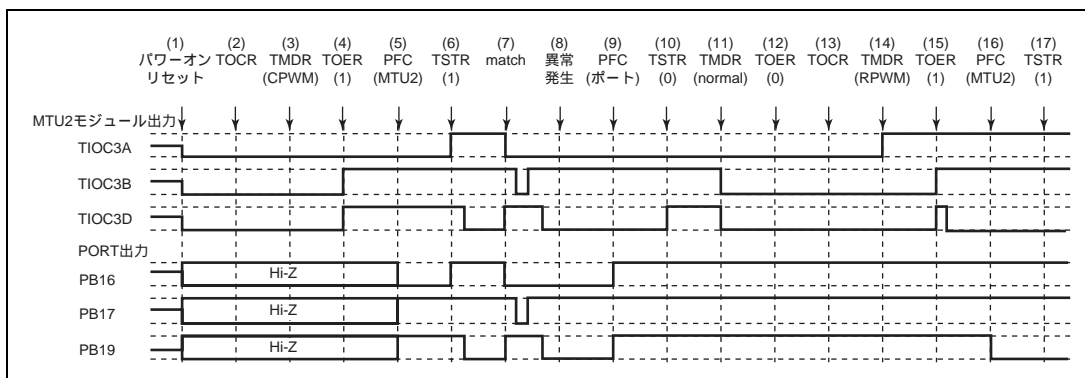 (1) (2) (3) (4) (5) (6) (7) (8) (9) (10) (11) (12) (13) (14) (15) (16) (17)
パワーオン TOCR TMDR TOER PFC TSTR match 異常 PFC TSTR TMDR TOER TOCR TMDR TOER PFC TSTR
リセット (CPWM) (1) (MTU2) (1) 発生 (ポート) (0) (normal) (0) (RPWM) (1) (MTU2) (1)
MTU2モジュール出力
TIOC3A
TIOC3B
TIOC3D
PORT出力
PB16 Hi-Z
PB17 Hi-Z
PB19 Hi-Z